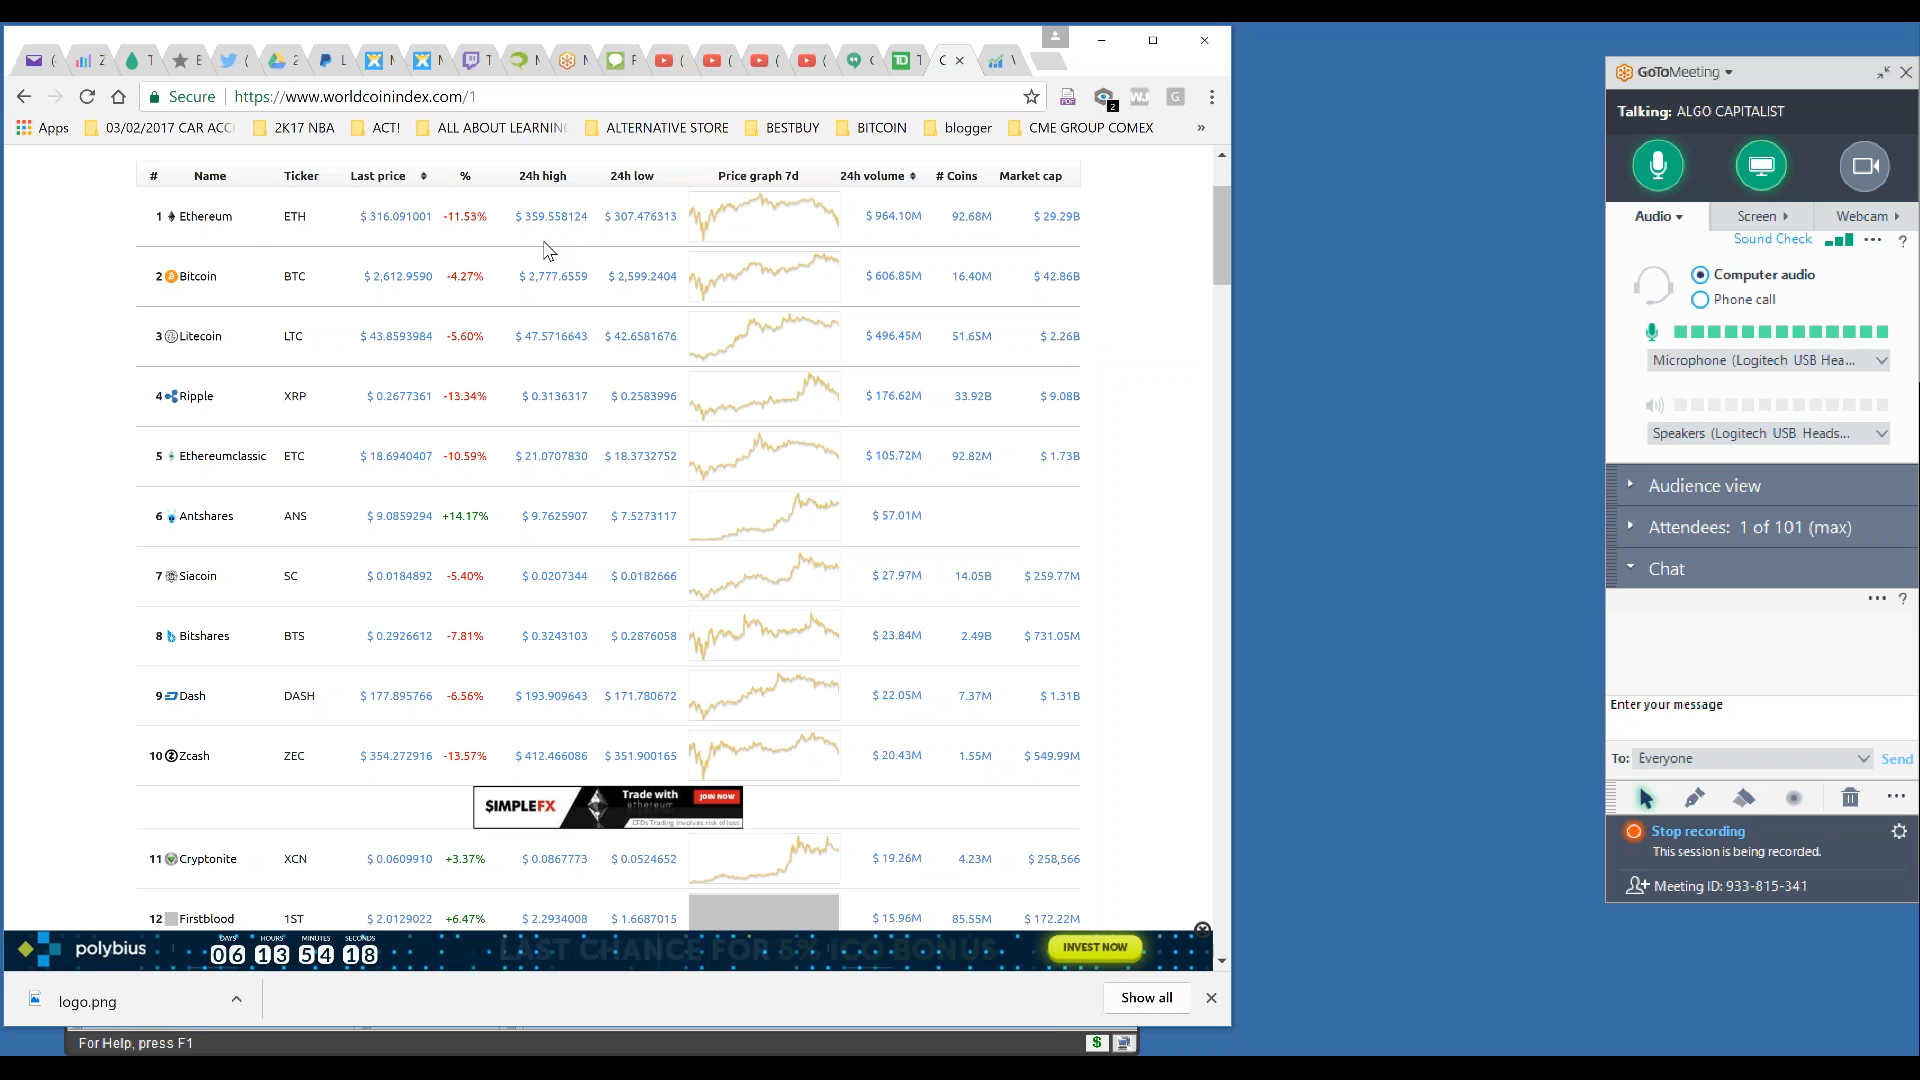 Z
T
E
(
2
L
N
N
T
N
N
F
(
(
(
(
C
T
C
V
Secure
https://www.worldcoinindex.com/1
2
WJ
G
Apps
03/02/2017 CAR ACC
2K17 NBA
ACT!
ALL ABOUT LEARNIN
ALTERNATIVE STORE
BESTBUY
BITCOIN
blogger
CME GROUP COMEX
»
# Name Ticker Last price % 24h high 24h low Price graph 7d 24h volume # Coins Market cap
1 Ethereum ETH $ 316.091001 -11.53% $ 359.558124 $ 307.476313 $ 964.10M 92.68M $ 29.29B
2 Bitcoin BTC $ 2,612.9590 -4.27% $ 2,777.6559 $ 2,599.2404 $ 606.85M 16.40M $ 42.86B
3 Litecoin LTC $ 43.8593984 -5.60% $ 47.5716643 $ 42.6581676 $ 496.45M 51.65M $ 2.26B
4 Ripple XRP $ 0.2677361 -13.34% $ 0.3136317 $ 0.2583996 $ 176.62M 33.92B $ 9.08B
5 Ethereumclassic ETC $ 18.6940407 -10.59% $ 21.0707830 $ 18.3732752 $ 105.72M 92.82M $ 1.73B
6 Antshares ANS $ 9.0859294 +14.17% $ 9.7625907 $ 7.5273117 $ 57.01M
7 Siacoin SC $ 0.0184892 -5.40% $ 0.0207344 $ 0.0182666 $ 27.97M 14.05B $ 259.77M
8 Bitshares BTS $ 0.2926612 -7.81% $ 0.3243103 $ 0.2876058 $ 23.84M 2.49B $ 731.05M
9 Dash DASH $ 177.895766 -6.56% $ 193.909643 $ 171.780672 $ 22.05M 7.37M $ 1.31B
10 Zcash ZEC $ 354.272916 -13.57% $ 412.466086 $ 351.900165 $ 20.43M 1.55M $ 549.99M
$IMPLEFX
Trade with
ethereum
JOIN NOW
CFDs Trading involves risk of loss
11 Cryptonite XCN $ 0.0609910 +3.37% $ 0.0867773 $ 0.0524652 $ 19.26M 4.23M $ 258,566
12 Firstblood 1ST $ 2.0129022 +6.47% $ 2.2934008 $ 1.6687015 $ 15.96M 85.55M $ 172.22M
polybius
DAYS HOURS MINUTES SECONDS
06 13 54 18
LAST CHANCE FOR 5% ICO BONUS
INVEST NOW
logo.png
Show all
For Help, press F1
$
GoToMeeting
Talking: ALGO CAPITALIST
Audio
Screen
Webcam
Sound Check
?
Computer audio
Phone call
Microphone (Logitech USB Hea...
Speakers (Logitech USB Heads...
Audience view
Attendees: 1 of 101 (max)
Chat
?
Enter your message
To: Everyone
Send
Stop recording
This session is being recorded.
Meeting ID: 933-815-341